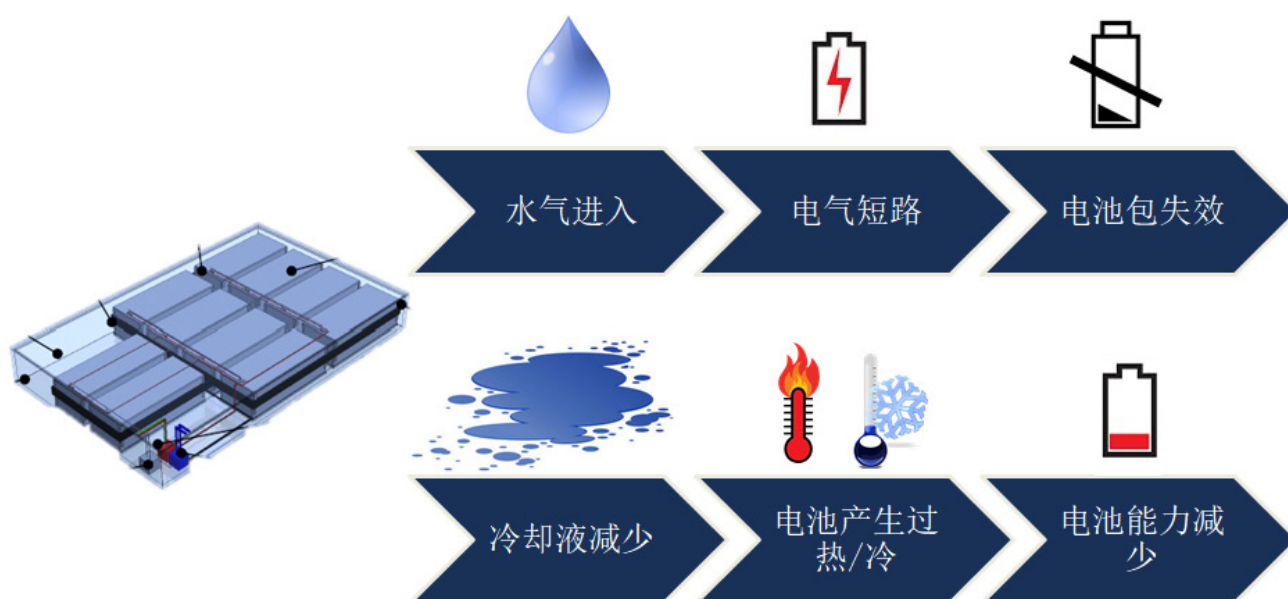 水气进入
电气短路
电池包失效
冷却液减少
电池产生过
热/冷
电池能力减
少